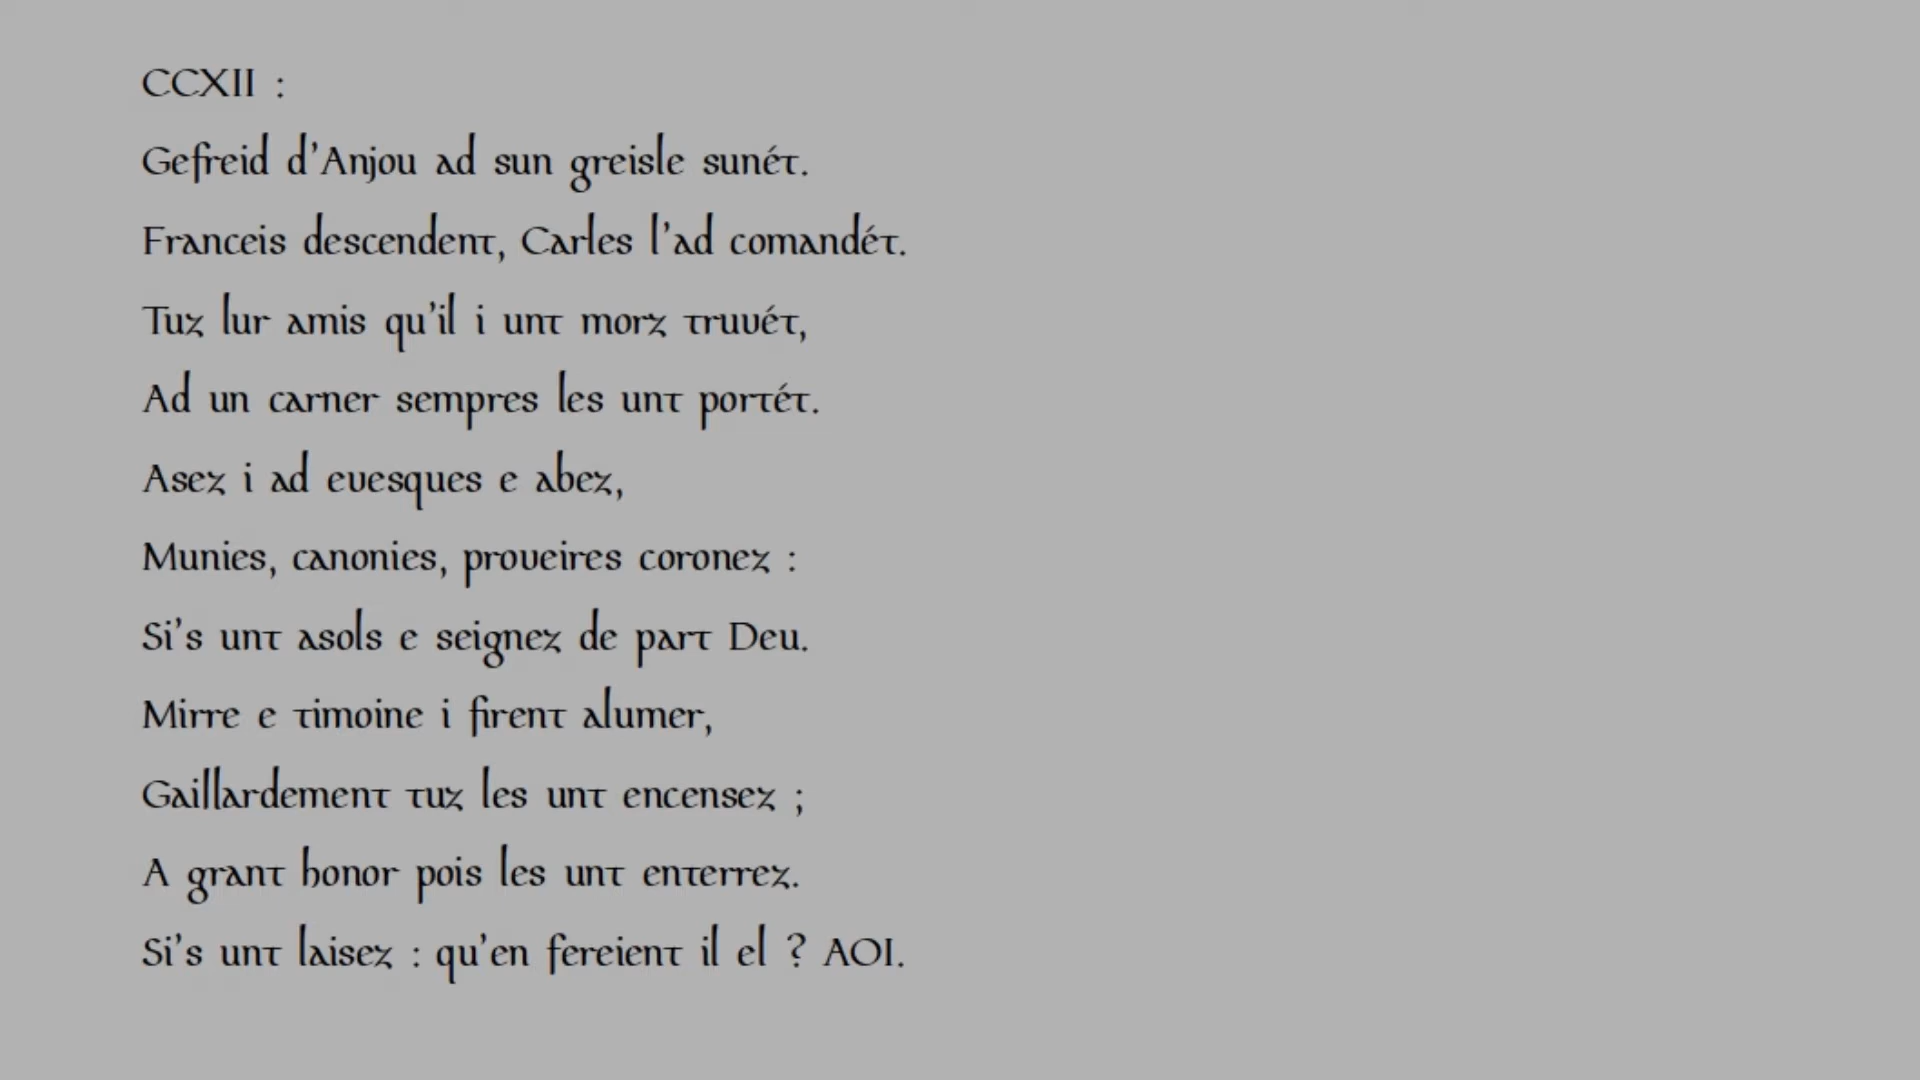 CCXII :
Gefreid d'Anjou ad sun greisle sunét.
Franceis descendent, Carles l'ad comandét.
Tuz lur amis qu'il i unt morz truuét,
Ad un carner sempres les unt portét.
Asez i ad euesques e abez,
Munies, canonies, proueires coronez :
Si's unt asols e seignez de part Deu.
Mirre e timoine i firent alumer,
Gaillardement tuz les unt encensez ;
A grant honor pois les unt enterrez.
Si's unt laisez : qu'en fereient il el ? AOI.